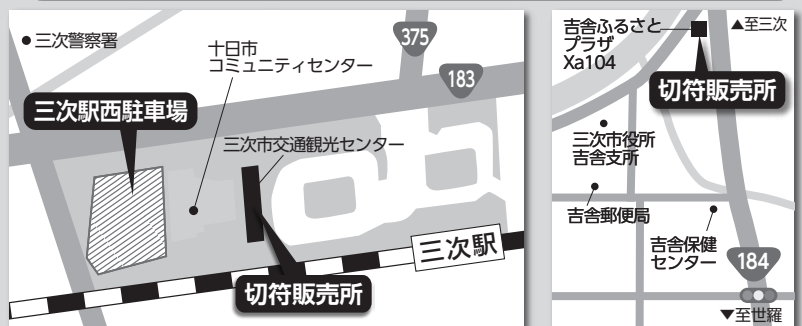 三次警察署
十日市
コミュニティセンター
375
183
三次駅西駐車場
三次市交通観光センター
三次駅
切符販売所
吉舎ふるさと
プラザ
Xa104
▲至三次
切符販売所
三次市役所
吉舎支所
吉舎郵便局
吉舎保健
センター
184
▼至世羅